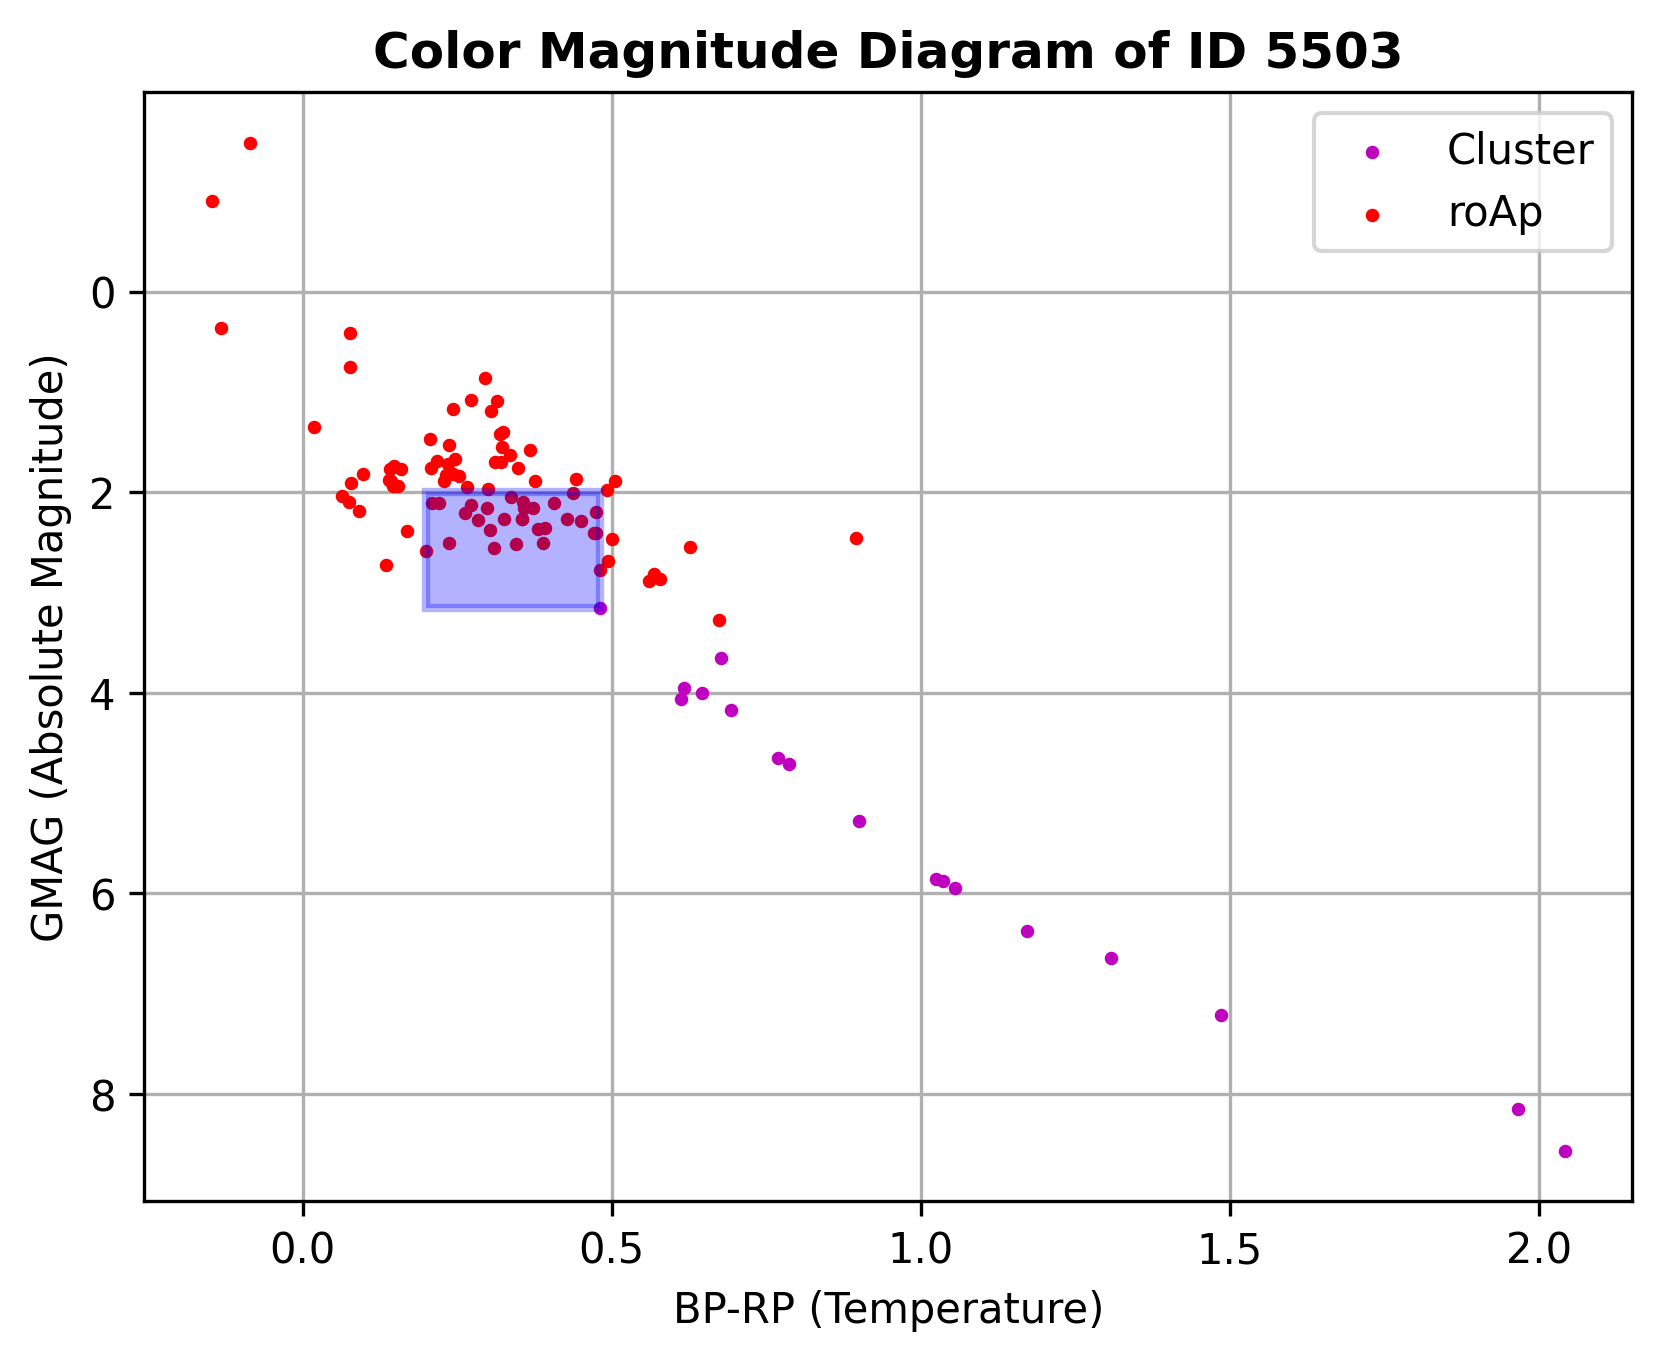 Color Magnitude Diagram of ID 5503
Cluster
roAp
GMAG (Absolute Magnitude)
0
2
4
6
8
0.0
0.5
1.0
1.5
2.0
BP-RP (Temperature)